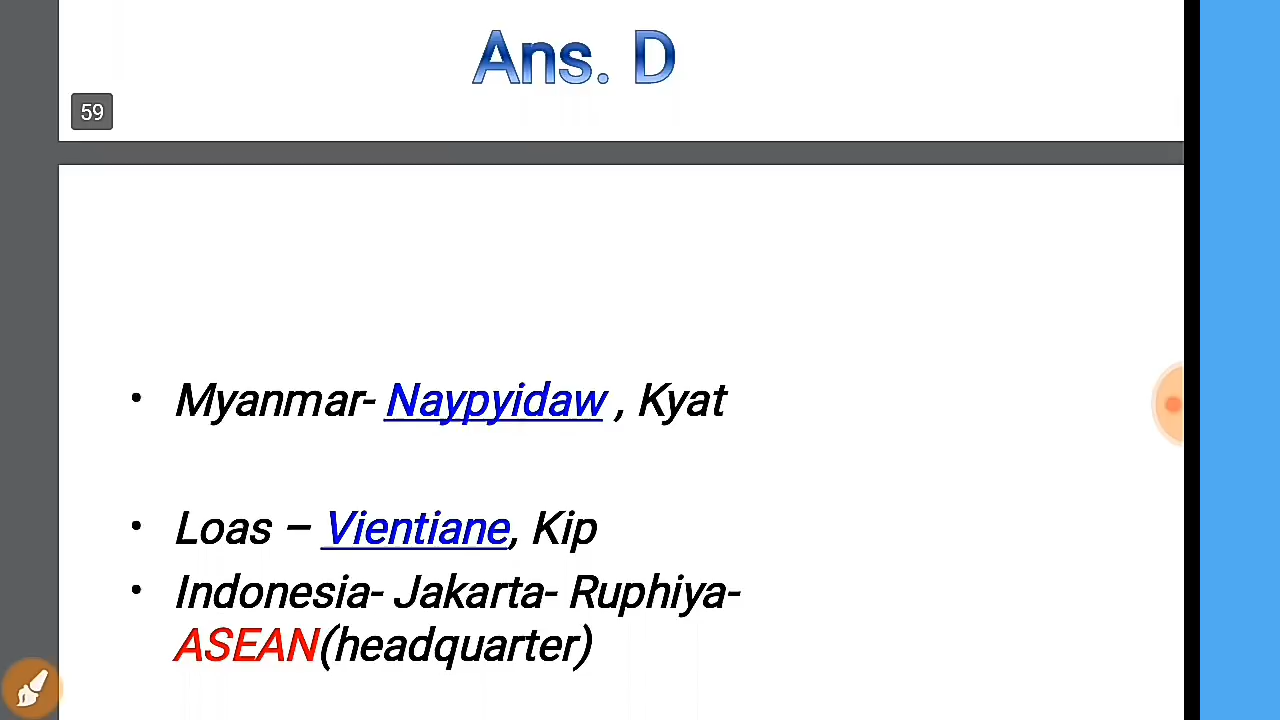 Ans. D
59
• Myanmar- Naypyidaw , Kyat
• Loas – Vientiane, Kip
• Indonesia- Jakarta- Ruphiya-
ASEAN(headquarter)